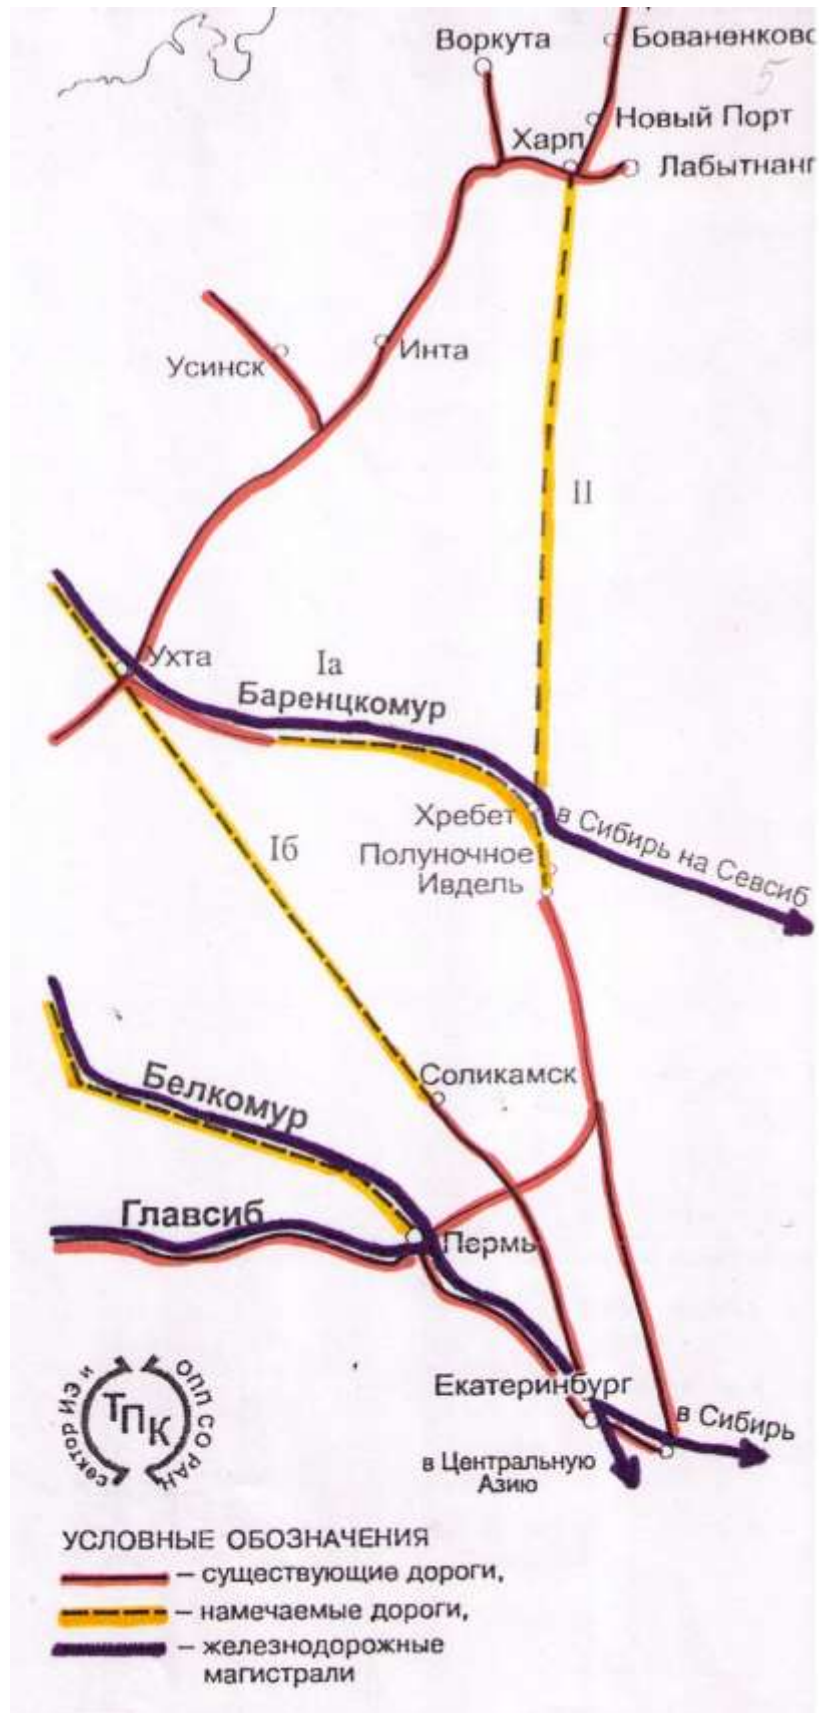 Воркута
Бованенково
5
Новый Порт
Харп
Лабытнанг
Усинск
Инта
II
Ухта
Iа
Баренцкомур
Хребет
в Сибирь на Севсиб
Полуночное
Ивдель
Iб
Соликамск
Белкомур
Главсиб
Пермь
сектор ИЭ и ОПП СО РАН
ТПК
Екатеринбург
в Сибирь
в Центральную
Азию
УСЛОВНЫЕ ОБОЗНАЧЕНИЯ
– существующие дороги,
– намечаемые дороги,
– железнодорожные
магистрали